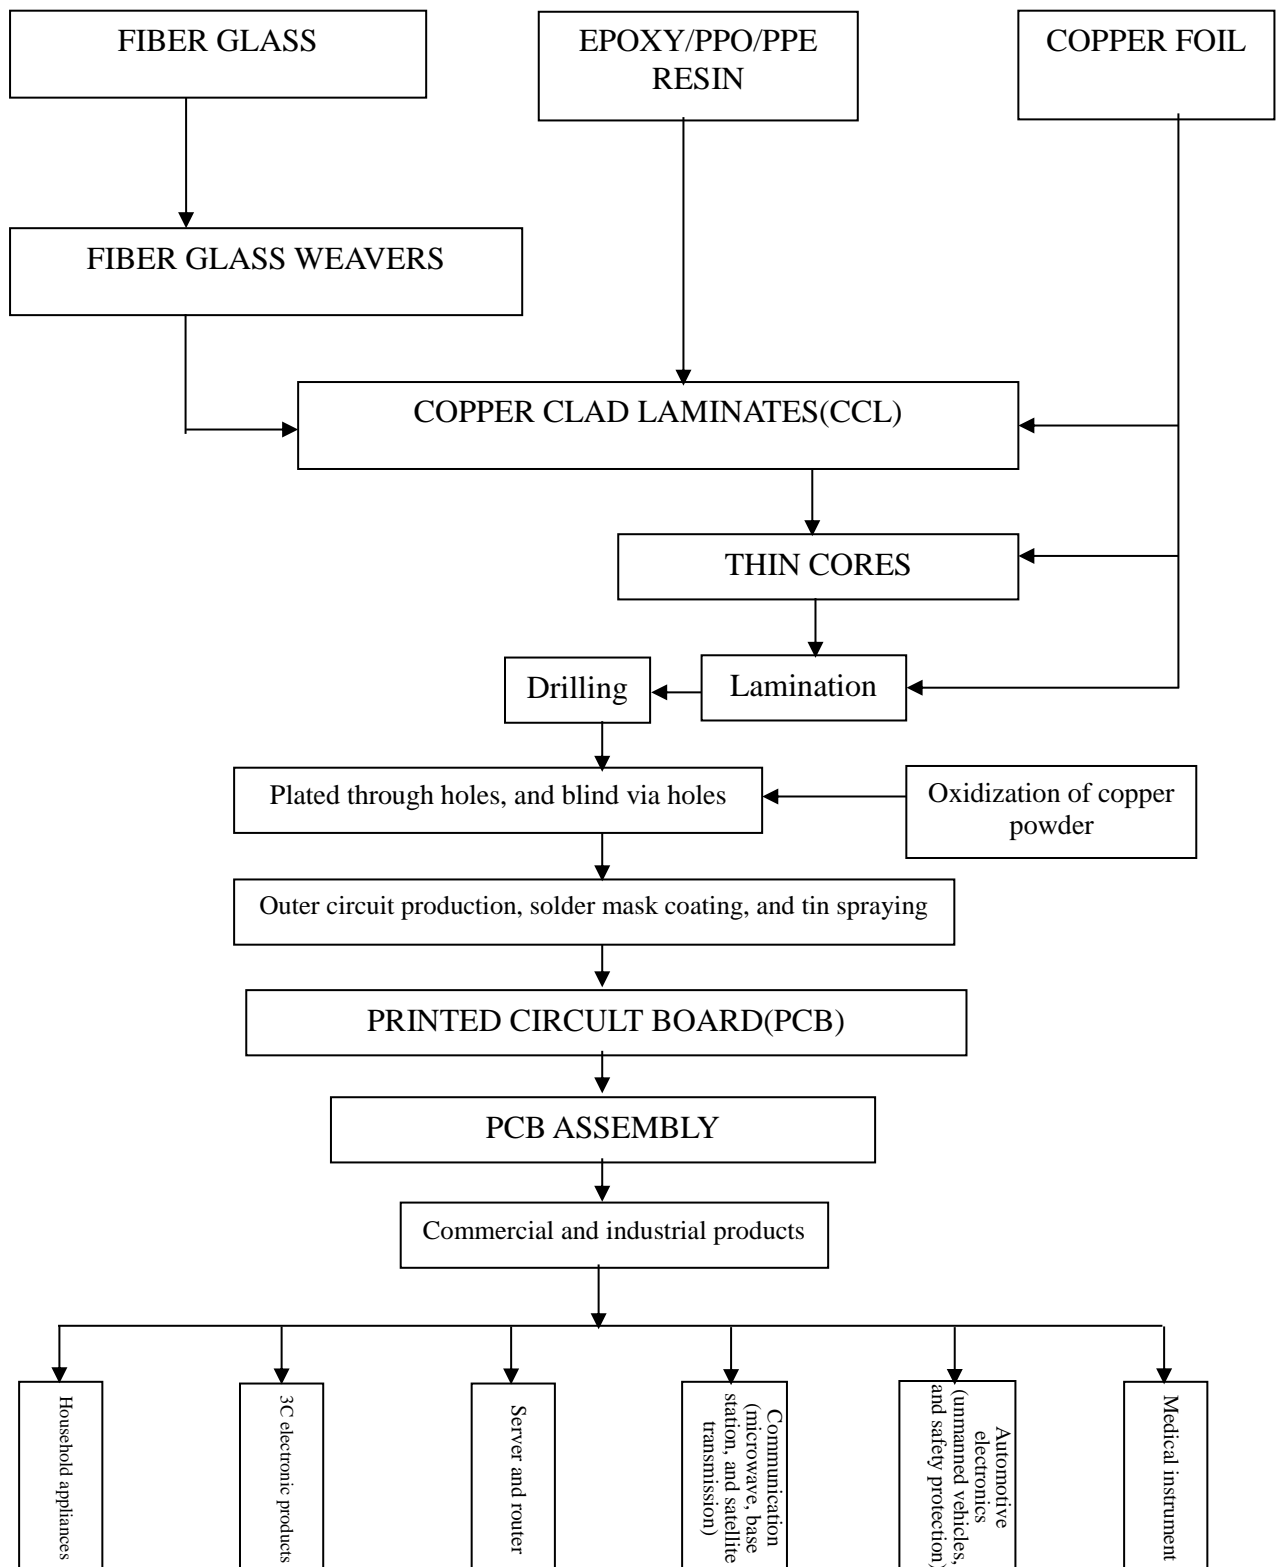 FIBER GLASS
EPOXY/PPO/PPE
RESIN
COPPER FOIL
FIBER GLASS WEAVERS
COPPER CLAD LAMINATES(CCL)
THIN CORES
Drilling
Lamination
Plated through holes, and blind via holes
Oxidization of copper
powder
Outer circuit production, solder mask coating, and tin spraying
PRINTED CIRCULT BOARD(PCB)
PCB ASSEMBLY
Commercial and industrial products
Household appliances
3C electronic products
Server and router
Communication
(microwave, base
station, and satellite
transmission)
Automotive
electronics
(unmanned vehicles,
and safety protection)
Medical instrument